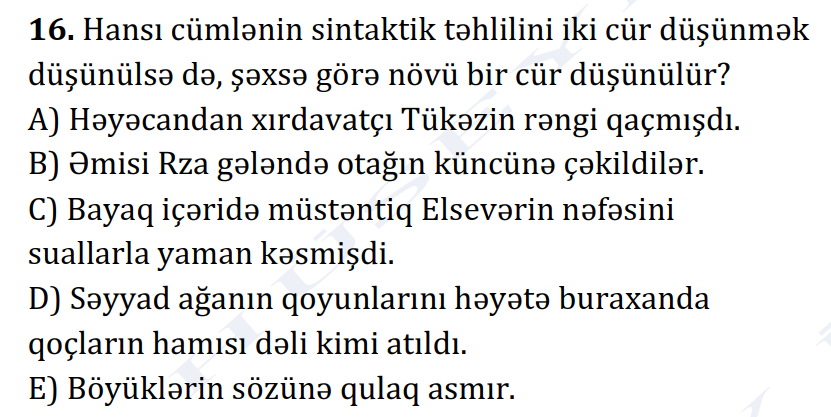 16. Hansı cümlənin sintaktik təhlilini iki cür düşünmək
düşünülsə də, şəxsə görə növü bir cür düşünülür?
A) Həyəcandan xırdavatçı Tükəzin rəngi qaçmışdı.
B) Əmisi Rza gələndə otağın küncünə çəkildilər.
C) Bayaq içəridə müstəntiq Elsevərin nəfəsini
suallarla yaman kəsmişdi.
D) Səyyad ağanın qoyunlarını həyətə buraxanda
qoçların hamısı dəli kimi atıldı.
E) Böyüklərin sözünə qulaq asmır.